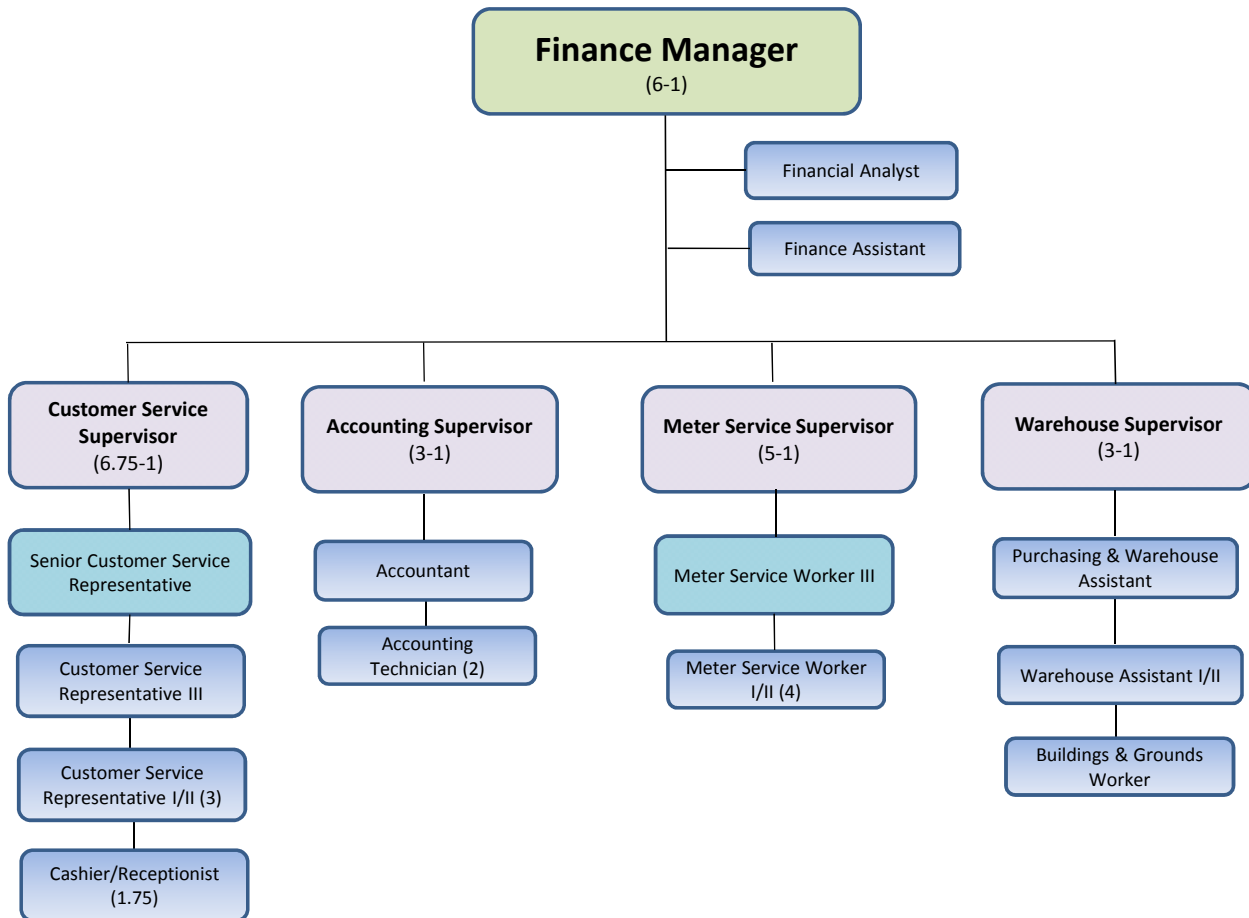 Finance Manager
(6-1)
Financial Analyst
Finance Assistant
Customer Service
Supervisor
(6.75-1)
Accounting Supervisor
(3-1)
Meter Service Supervisor
(5-1)
Warehouse Supervisor
(3-1)
Senior Customer Service
Representative
Accountant
Meter Service Worker III
Purchasing & Warehouse
Assistant
Customer Service
Representative III
Accounting
Technician (2)
Meter Service Worker
I/II (4)
Warehouse Assistant I/II
Customer Service
Representative I/II (3)
Buildings & Grounds
Worker
Cashier/Receptionist
(1.75)